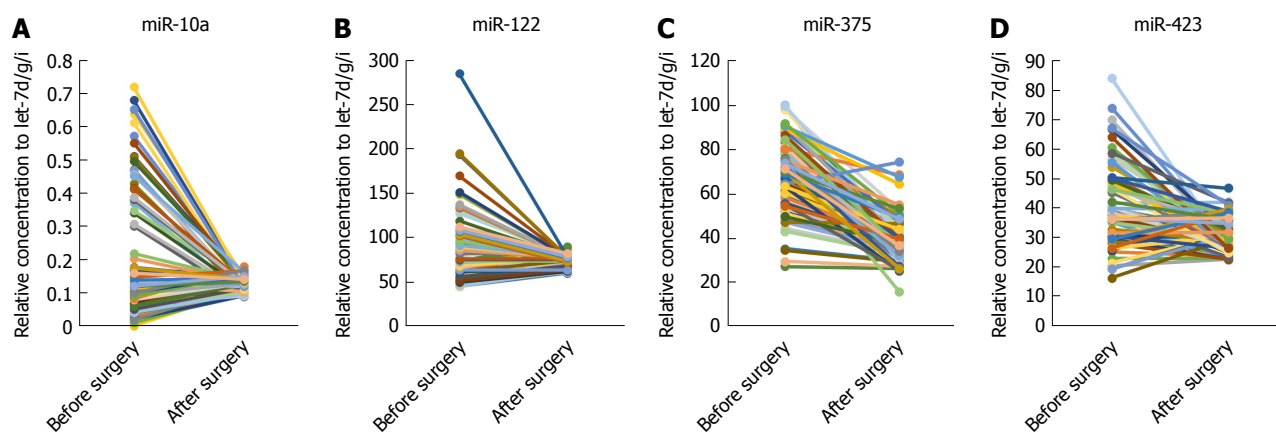 A
miR-10a
Relative concentration to let-7d/g/i
0.8
0.7
0.6
0.5
0.4
0.3
0.2
0.1
0
Before surgery
After surgery
B
miR-122
Relative concentration to let-7d/g/i
300
250
200
150
100
50
0
Before surgery
After surgery
C
miR-375
Relative concentration to let-7d/g/i
120
100
80
60
40
20
0
Before surgery
After surgery
D
miR-423
Relative concentration to let-7d/g/i
90
80
70
60
50
40
30
20
10
0
Before surgery
After surgery